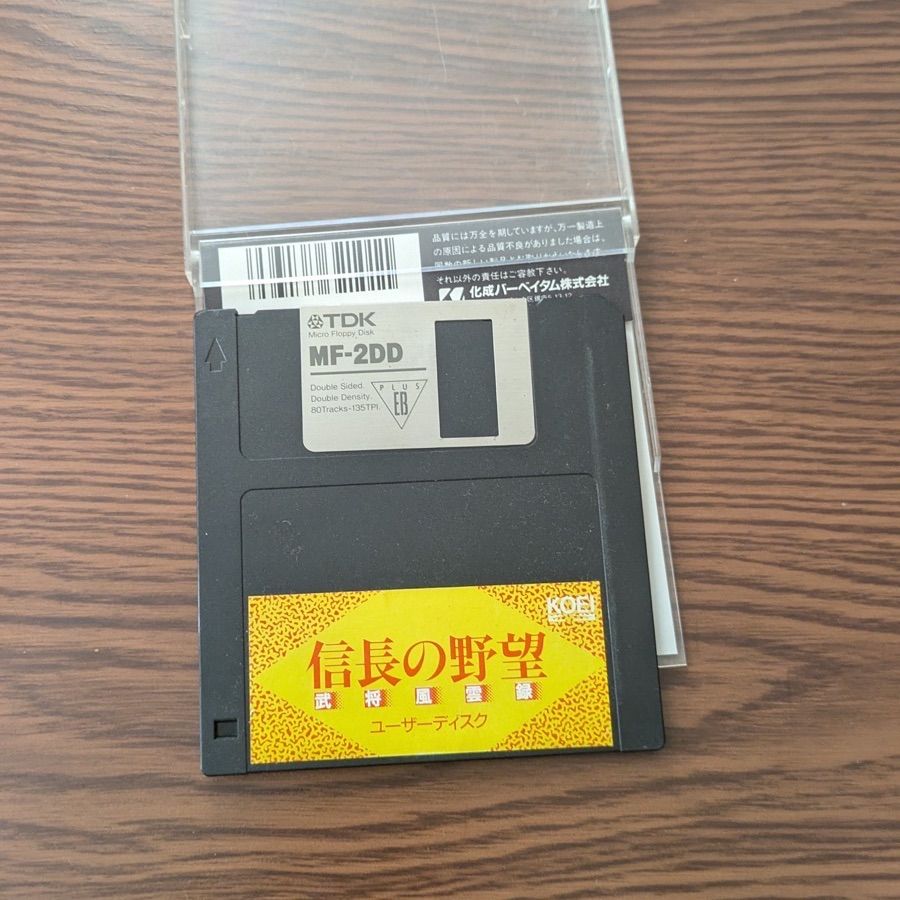 品質には万全を期していますが、万一製造上
の原因による品質不良がありました場合は、
それ以外の責任はご容赦下さい。
化成バーベイタム株式会社
TDK
Micro Floppy Disk
MF-2DD
Double Sided.
Double Density.
80Tracks-135TPI.
PLUS
EB
KOEI
信長の野望
武将風雲録
ユーザーディスク